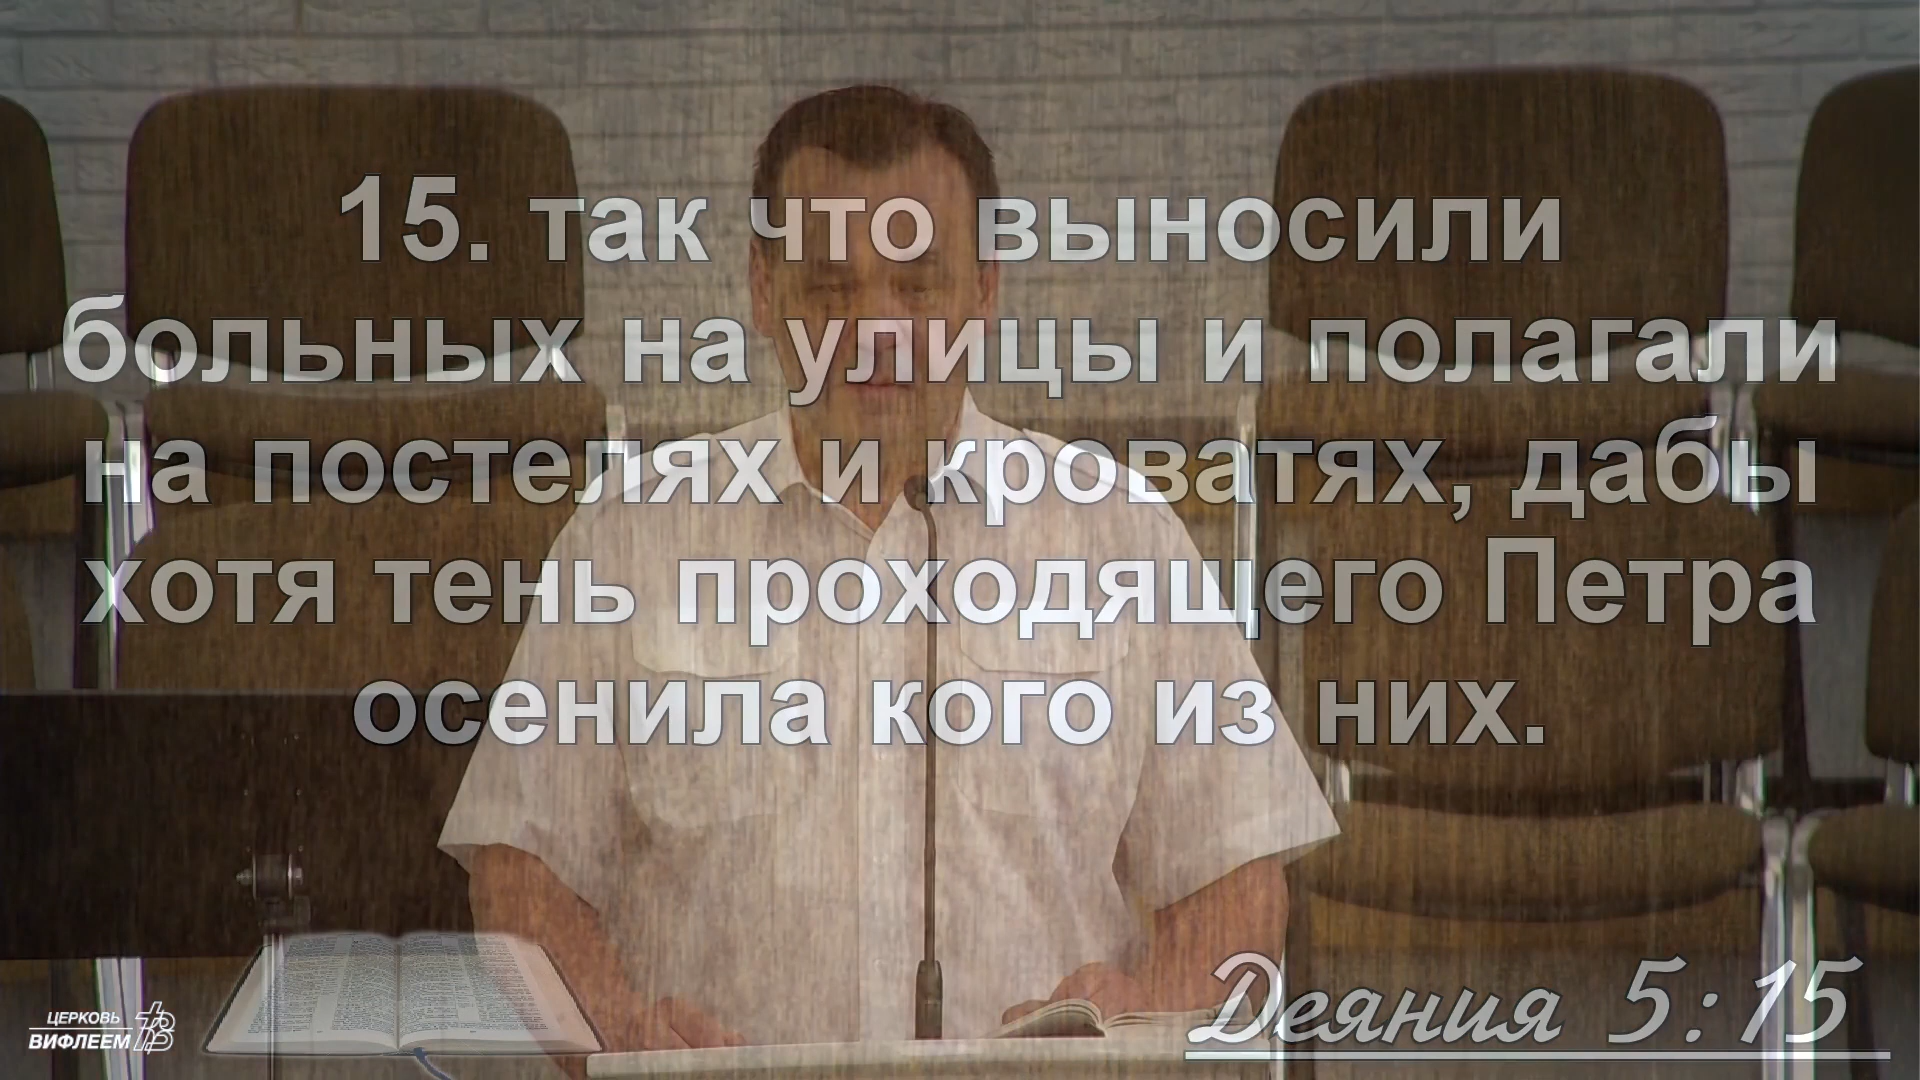 15. так что выносили
больных на улицы и полагали
на постелях и кроватях, дабы
хотя тень проходящего Петра
осенила кого из них.
Деяния 5:15
ЦЕРКОВЬ
ВИФЛЕЕМ